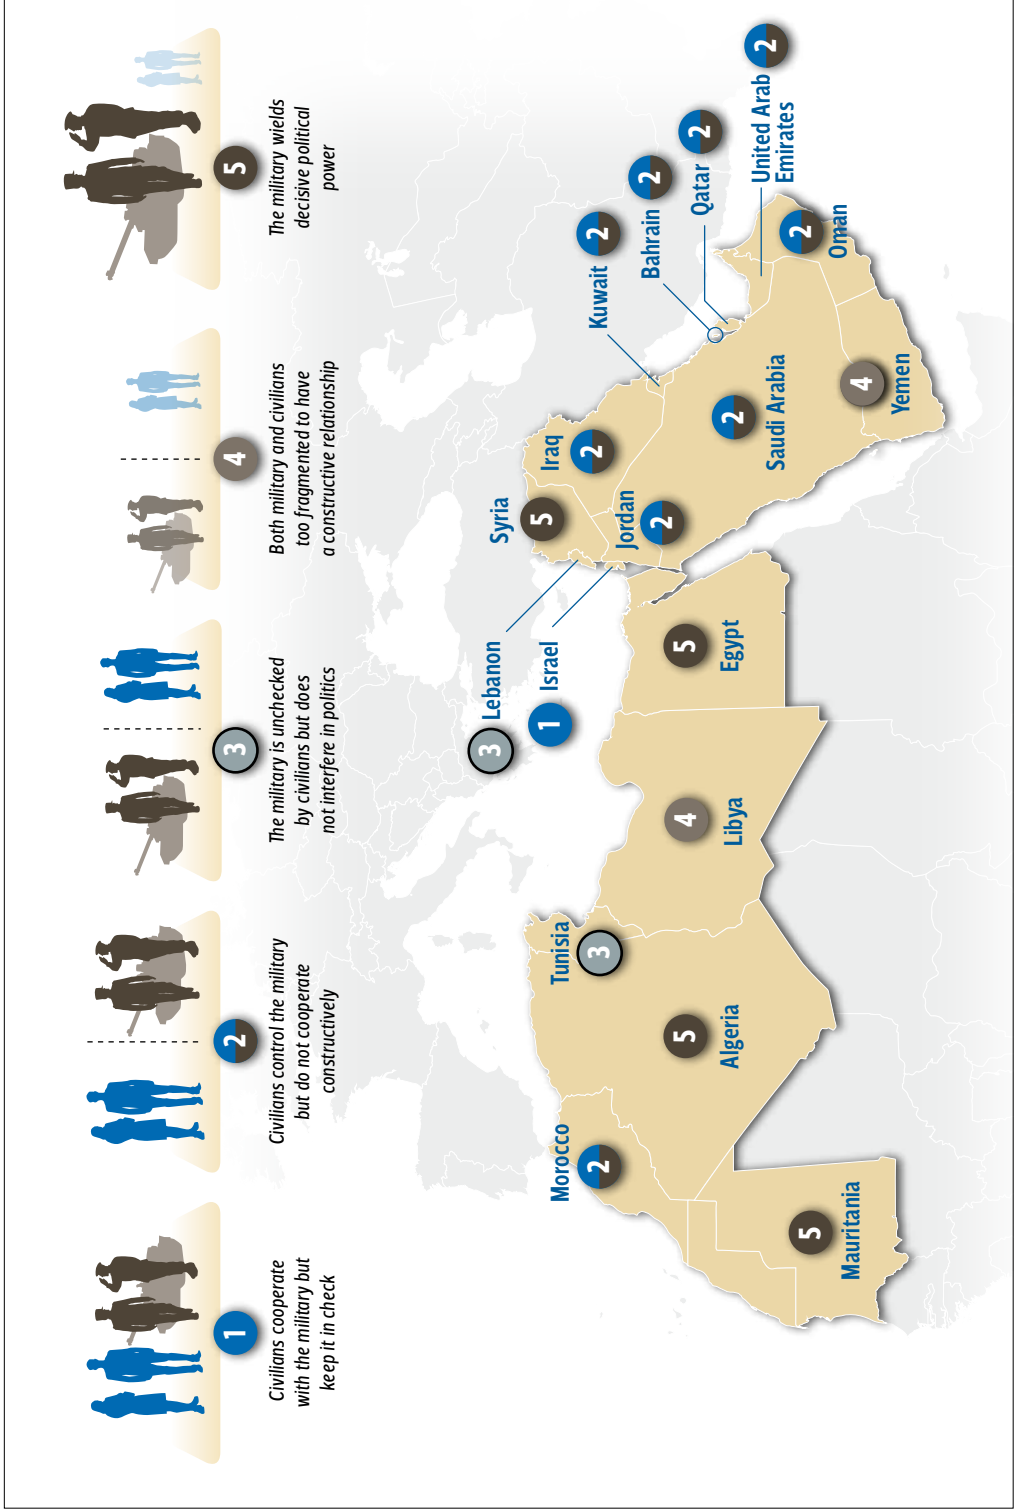 1
Civilians cooperate
with the military but
keep it in check
2
Civilians control the military
but do not cooperate
constructively
3
The military is unchecked
by civilians but does
not interfere in politics
4
Both military and civilians
too fragmented to have
a constructive relationship
5
The military wields
decisive political
power
Morocco
2
Mauritania
5
Algeria
5
Tunisia
3
Libya
4
Egypt
5
Lebanon
3
Israel
1
Syria
5
Jordan
2
Iraq
2
Saudi Arabia
2
Yemen
4
Kuwait
2
Bahrain
2
Qatar
2
United Arab
Emirates
2
Oman
2